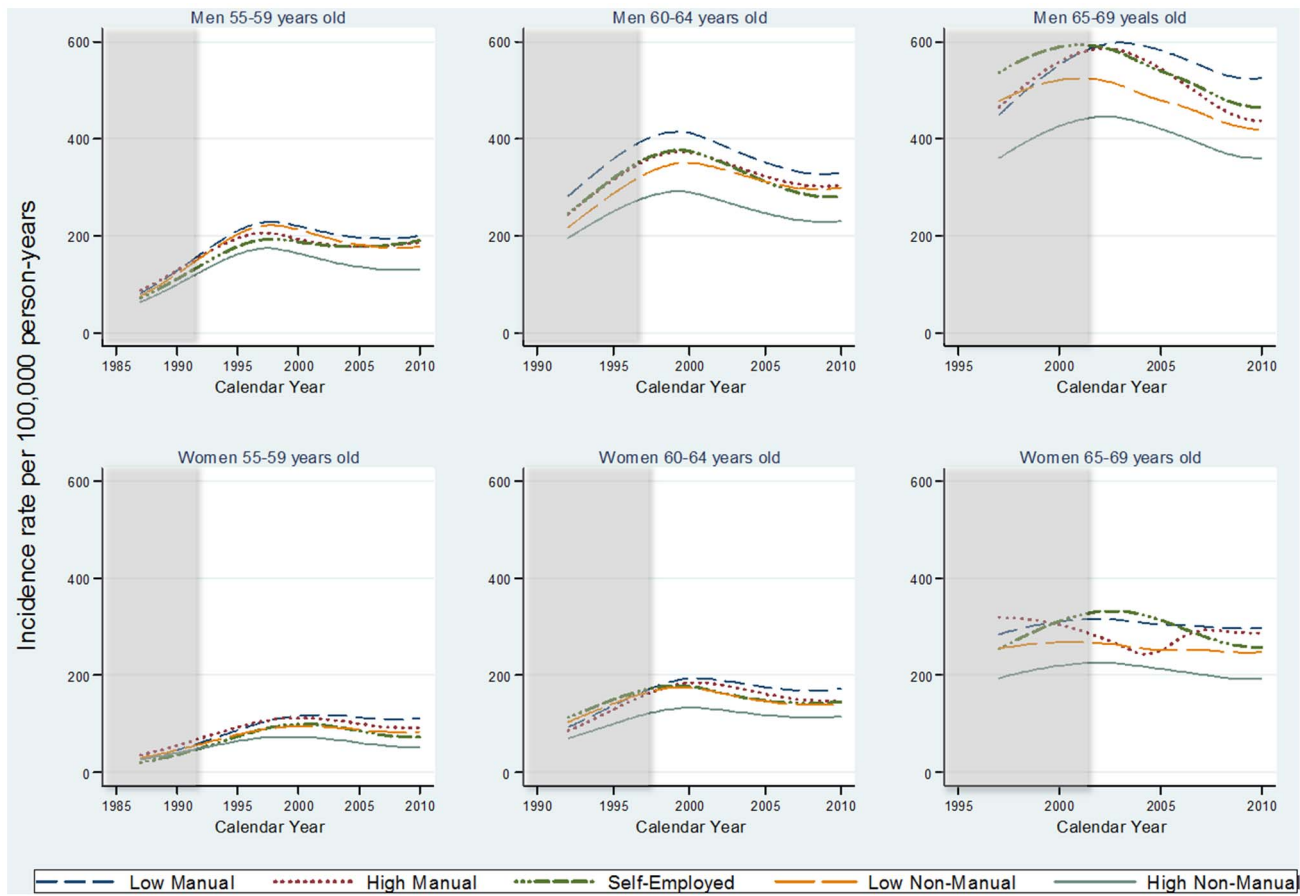 Men 55-59 years old
Men 60-64 years old
Men 65-69 yeals old
600
400
200
0
1985 1990 1995 2000 2005 2010
Calendar Year
600
400
200
0
1990 1995 2000 2005 2010
Calendar Year
600
400
200
0
1995 2000 2005 2010
Calendar Year
Incidence rate per 100,000 person-years
Women 55-59 years old
Women 60-64 years old
Women 65-69 years old
600
400
200
0
1985 1990 1995 2000 2005 2010
Calendar Year
600
400
200
0
1990 1995 2000 2005 2010
Calendar Year
600
400
200
0
1995 2000 2005 2010
Calendar Year
Low Manual High Manual Self-Employed Low Non-Manual High Non-Manual